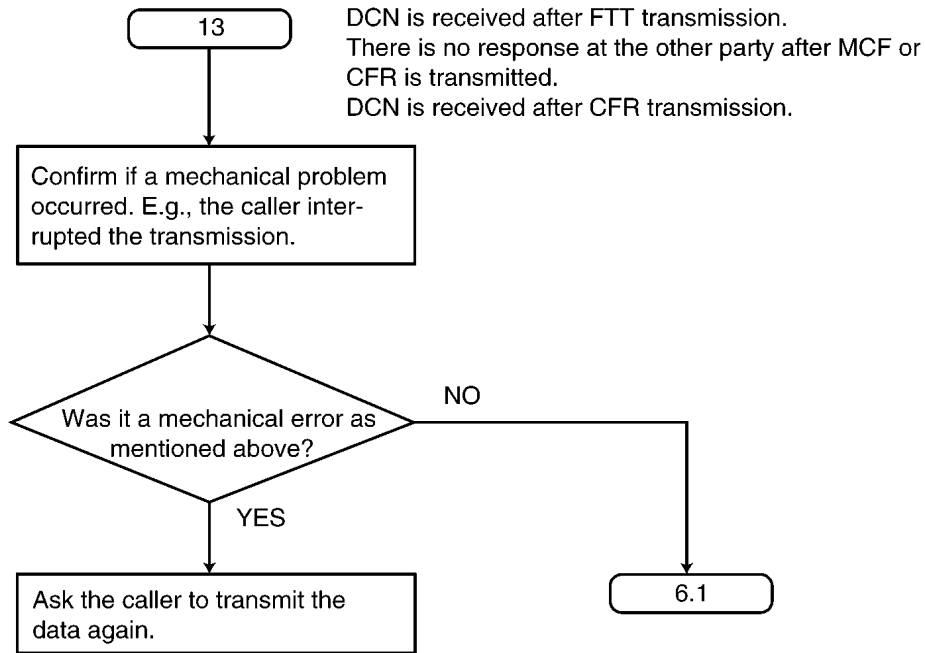 13
DCN is received after FTT transmission.
There is no response at the other party after MCF or
CFR is transmitted.
DCN is received after CFR transmission.
Confirm if a mechanical problem
occurred. E.g., the caller inter-
rupted the transmission.
Was it a mechanical error as
mentioned above?
NO
YES
Ask the caller to transmit the
data again.
6.1